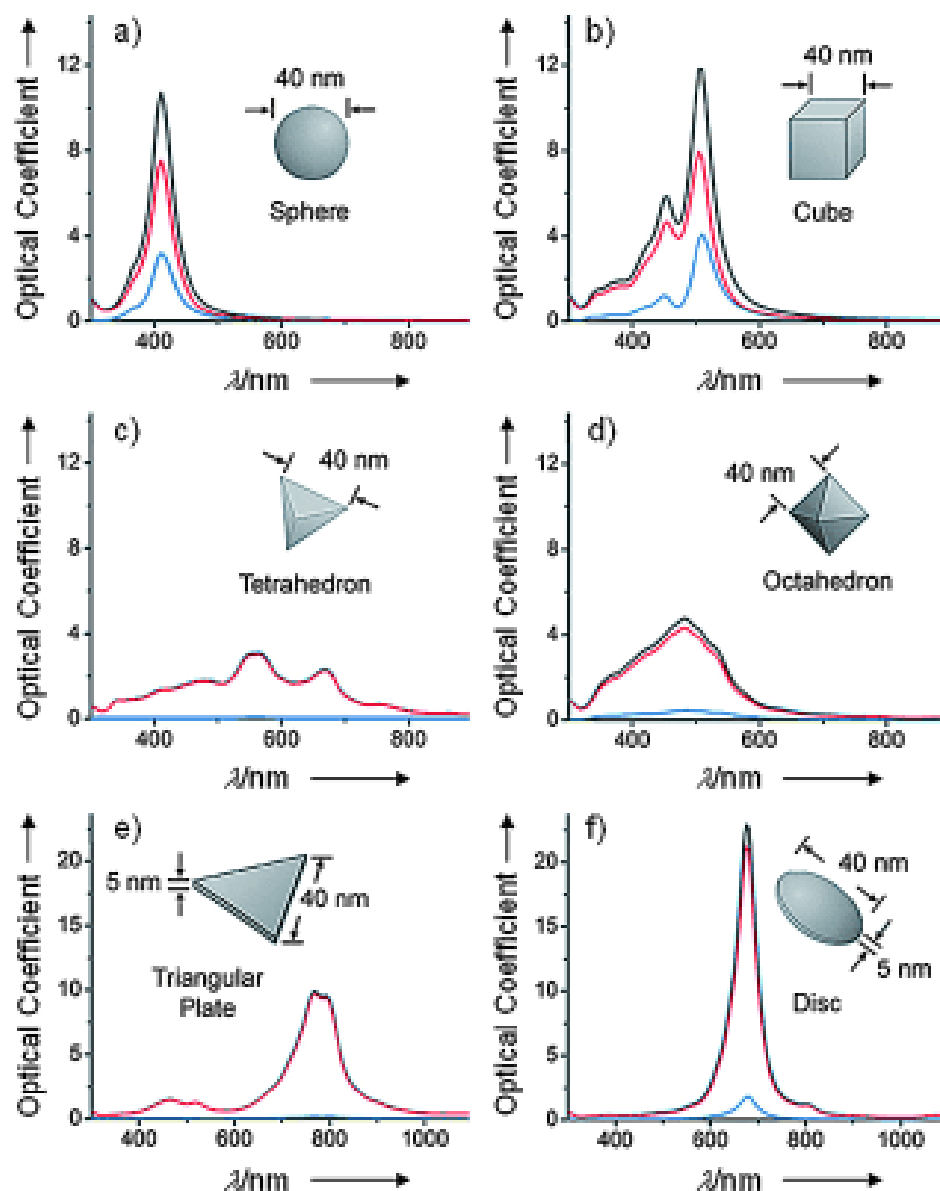 a)
Optical Coefficient
12
8
4
0
40 nm
Sphere
400 600 800
λ/nm
b)
Optical Coefficient
12
8
4
0
40 nm
Cube
400 600 800
λ/nm
c)
Optical Coefficient
12
8
4
0
40 nm
Tetrahedron
400 600 800
λ/nm
d)
Optical Coefficient
12
8
4
0
40 nm
Octahedron
400 600 800
λ/nm
e)
Optical Coefficient
20
15
10
5
0
5 nm
40 nm
Triangular
Plate
400 600 800 1000
λ/nm
f)
Optical Coefficient
20
15
10
5
0
40 nm
5 nm
Disc
400 600 800 1000
λ/nm